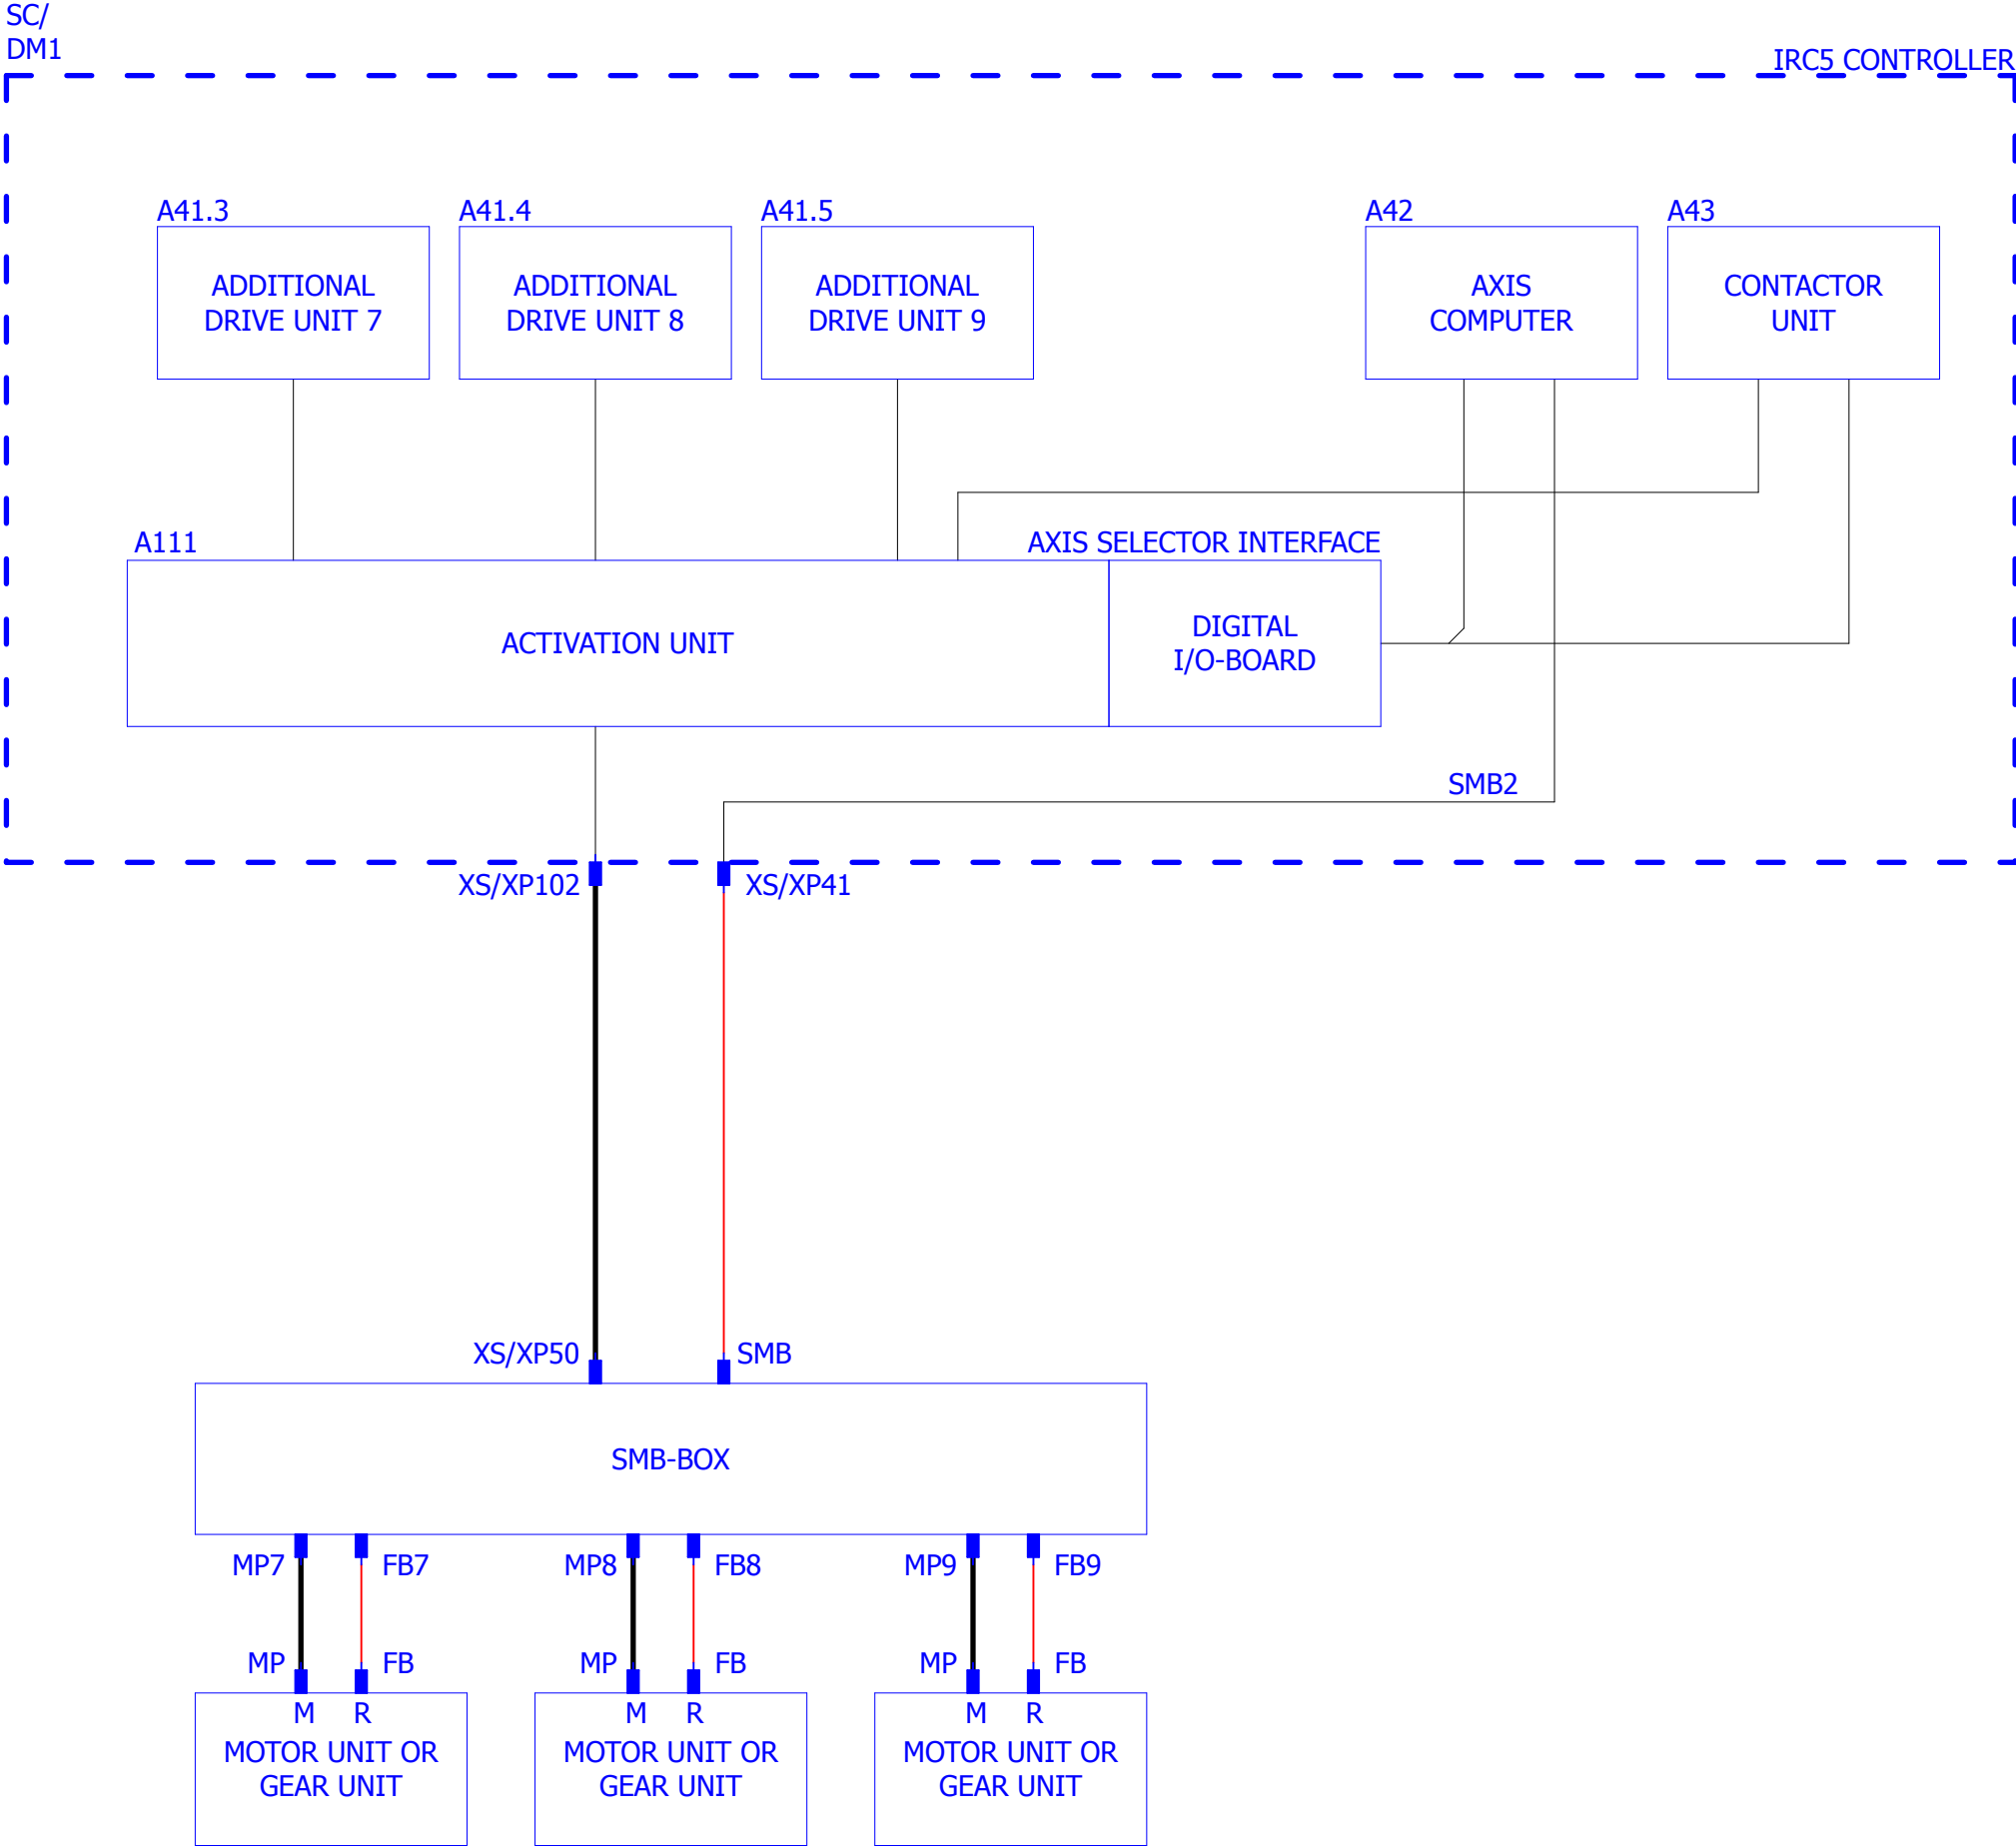 SC/
DM1
IRC5 CONTROLLER
A41.3
A41.4
A41.5
A42
A43
ADDITIONAL
DRIVE UNIT 7
ADDITIONAL
DRIVE UNIT 8
ADDITIONAL
DRIVE UNIT 9
AXIS
COMPUTER
CONTACTOR
UNIT
A111
AXIS SELECTOR INTERFACE
ACTIVATION UNIT
DIGITAL
I/O-BOARD
SMB2
XS/XP102
XS/XP41
XS/XP50
SMB
SMB-BOX
MP7
FB7
MP8
FB8
MP9
FB9
MP
FB
MP
FB
MP
FB
M
R
M
R
M
R
MOTOR UNIT OR
GEAR UNIT
MOTOR UNIT OR
GEAR UNIT
MOTOR UNIT OR
GEAR UNIT